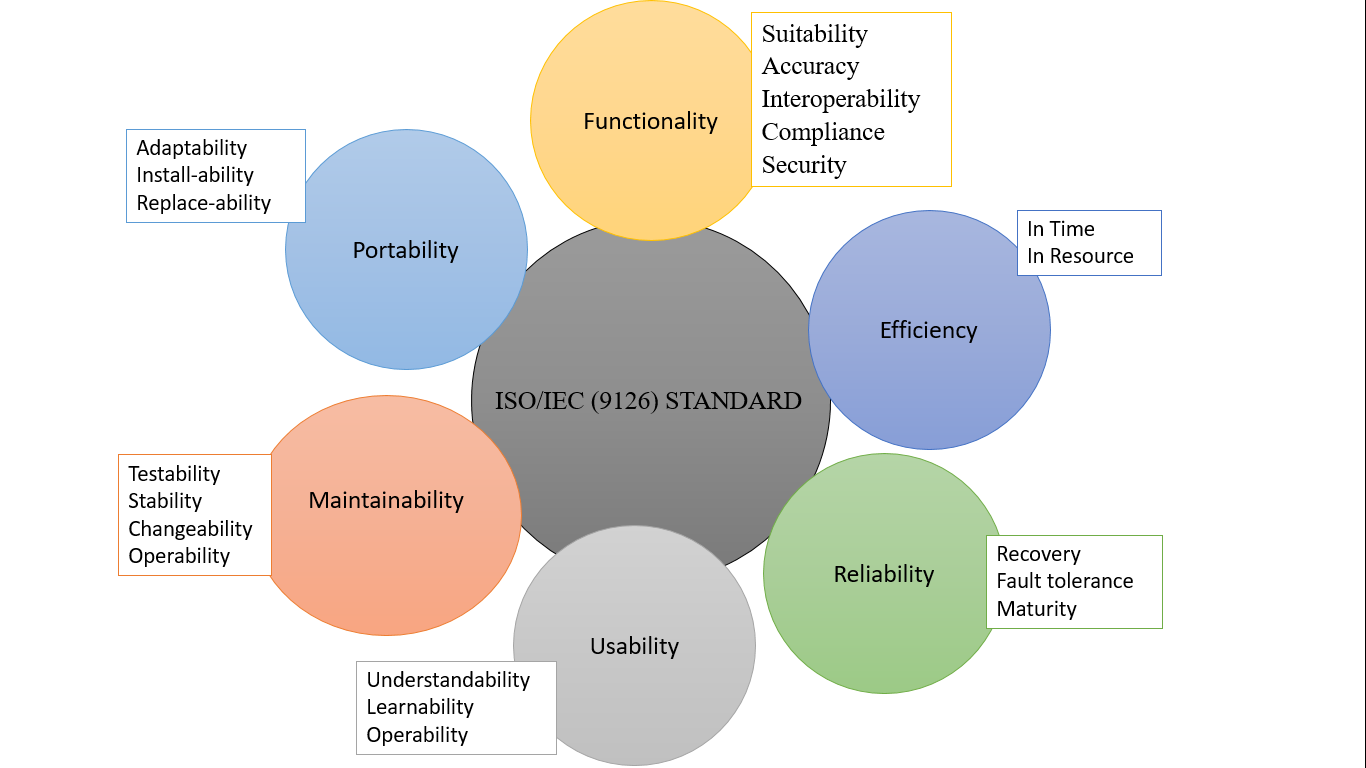 Functionality
Suitability
Accuracy
Interoperability
Compliance
Security
Adaptability
Install-ability
Replace-ability
Portability
In Time
In Resource
Efficiency
ISO/IEC (9126) STANDARD
Testability
Stability
Changeability
Operability
Maintainability
Recovery
Fault tolerance
Maturity
Reliability
Usability
Understandability
Learnability
Operability